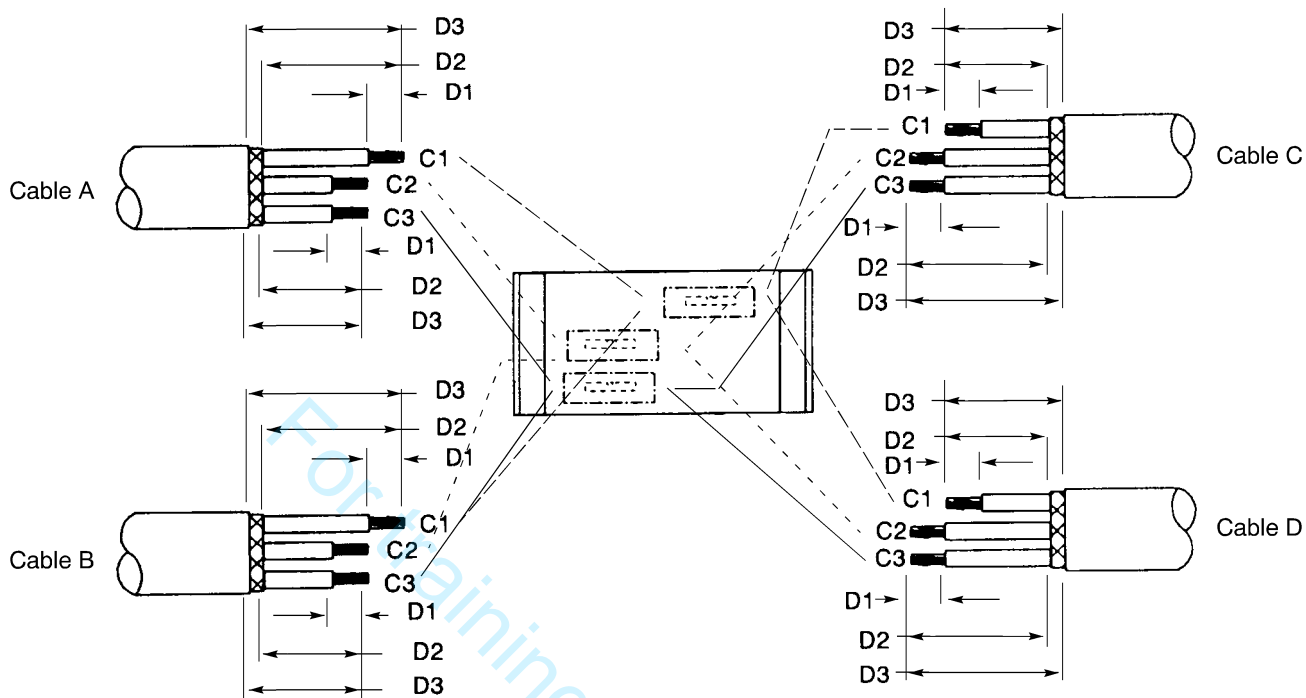 D3
D2
D1
Cable A
C1
C2
C3
D1
D2
D3
D3
D2
D1
C1
C2
C3
Cable C
D1
D2
D3
D3
D2
D1
Cable B
C1
C2
C3
D1
D2
D3
D3
D2
D1
C1
C2
C3
Cable D
D1
D2
D3
For training